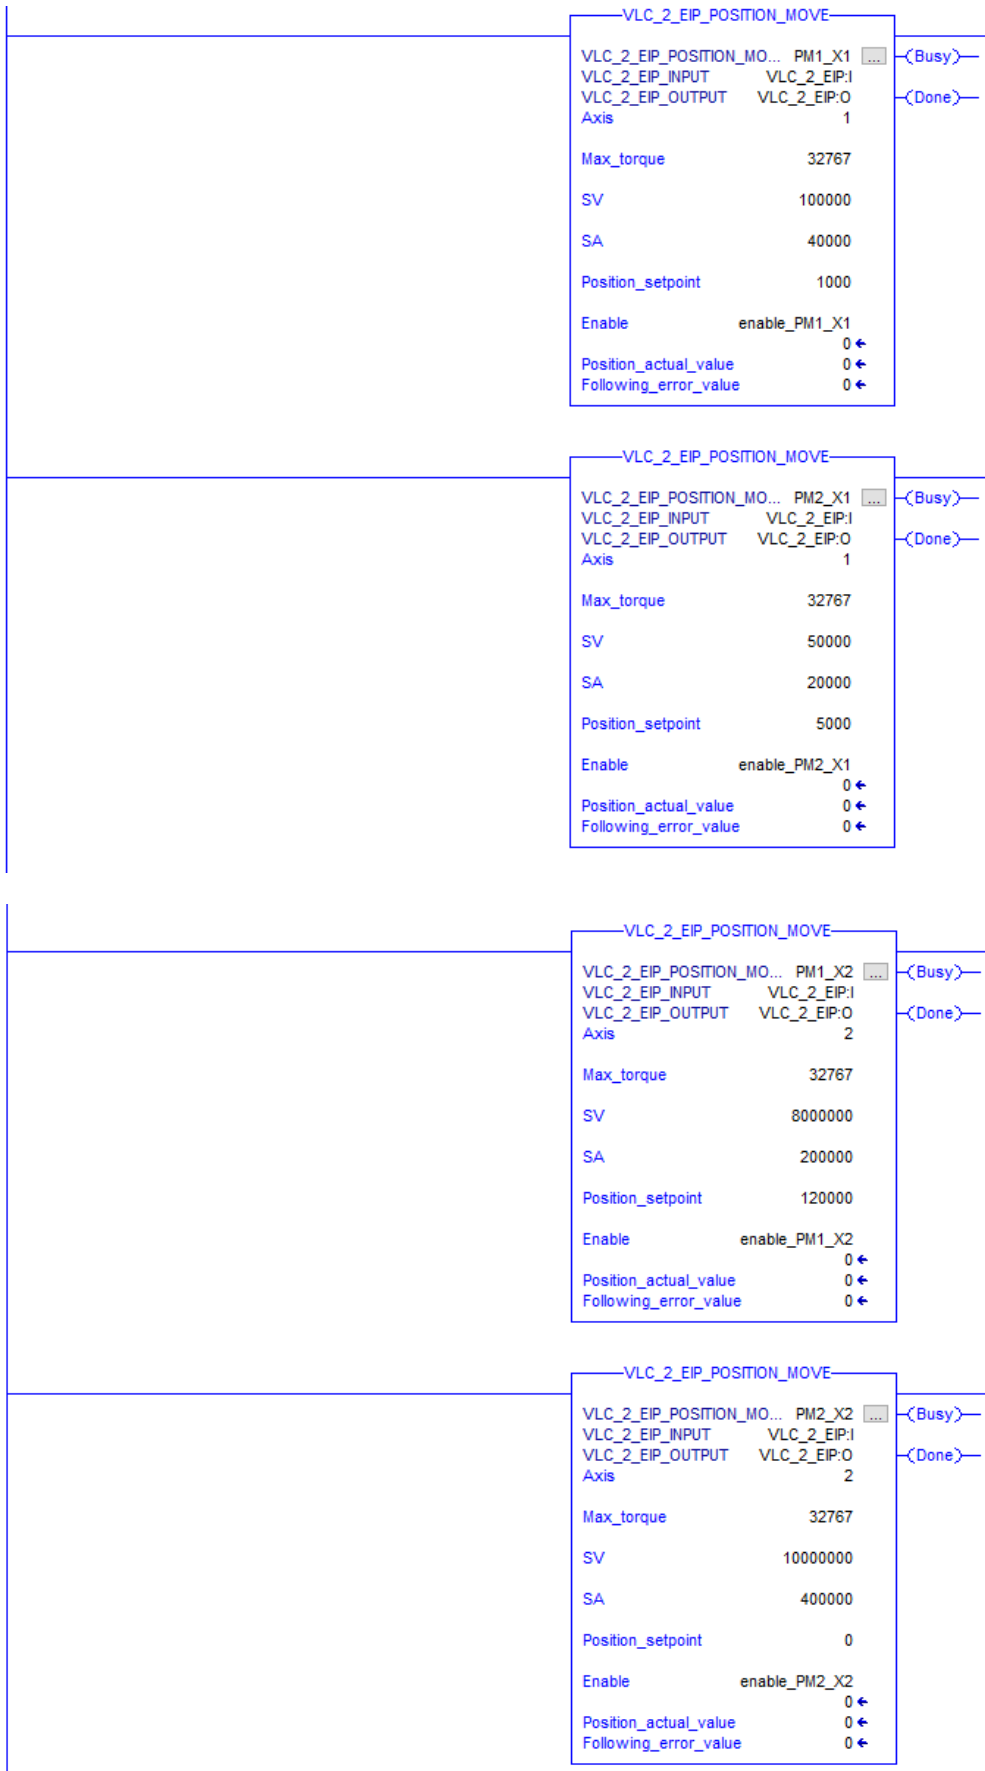 VLC_2_EIP_POSITION_MOVE
VLC_2_EIP_POSITION_MO... PM1_X1 ... (Busy)
VLC_2_EIP_INPUT VLC_2_EIP:I
VLC_2_EIP_OUTPUT VLC_2_EIP:O (Done)
Axis 1
Max_torque 32767
SV 100000
SA 40000
Position_setpoint 1000
Enable enable_PM1_X1
0
Position_actual_value 0
Following_error_value 0
VLC_2_EIP_POSITION_MOVE
VLC_2_EIP_POSITION_MO... PM2_X1 ... (Busy)
VLC_2_EIP_INPUT VLC_2_EIP:I
VLC_2_EIP_OUTPUT VLC_2_EIP:O (Done)
Axis 1
Max_torque 32767
SV 50000
SA 20000
Position_setpoint 5000
Enable enable_PM2_X1
0
Position_actual_value 0
Following_error_value 0
VLC_2_EIP_POSITION_MOVE
VLC_2_EIP_POSITION_MO... PM1_X2 ... (Busy)
VLC_2_EIP_INPUT VLC_2_EIP:I
VLC_2_EIP_OUTPUT VLC_2_EIP:O (Done)
Axis 2
Max_torque 32767
SV 8000000
SA 200000
Position_setpoint 120000
Enable enable_PM1_X2
0
Position_actual_value 0
Following_error_value 0
VLC_2_EIP_POSITION_MOVE
VLC_2_EIP_POSITION_MO... PM2_X2 ... (Busy)
VLC_2_EIP_INPUT VLC_2_EIP:I
VLC_2_EIP_OUTPUT VLC_2_EIP:O (Done)
Axis 2
Max_torque 32767
SV 10000000
SA 400000
Position_setpoint 0
Enable enable_PM2_X2
0
Position_actual_value 0
Following_error_value 0